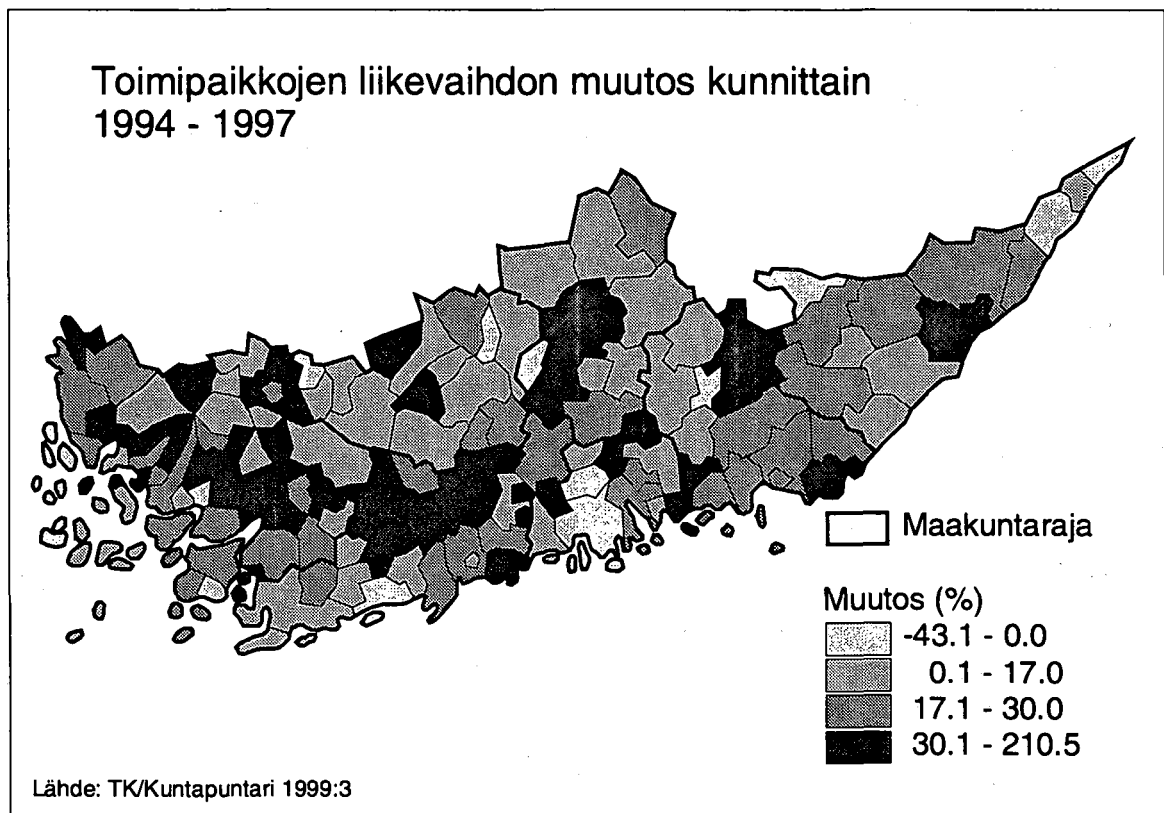 Toimipaikkojen liikevaihdon muutos kunnittain
1994 - 1997
Maakuntaraja
Muutos (%)
-43.1 - 0.0
0.1 - 17.0
17.1 - 30.0
30.1 - 210.5
Lähde: TK/Kuntapuntari 1999:3